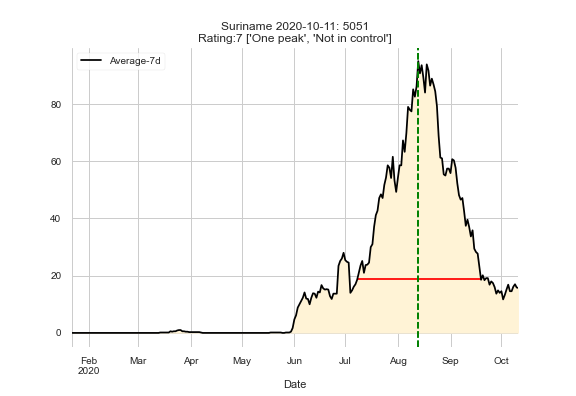 Suriname 2020-10-11: 5051
Rating:7 ['One peak', 'Not in control']
Average-7d
80
60
40
20
0
Feb Mar Apr May Jun Jul Aug Sep Oct
2020
Date